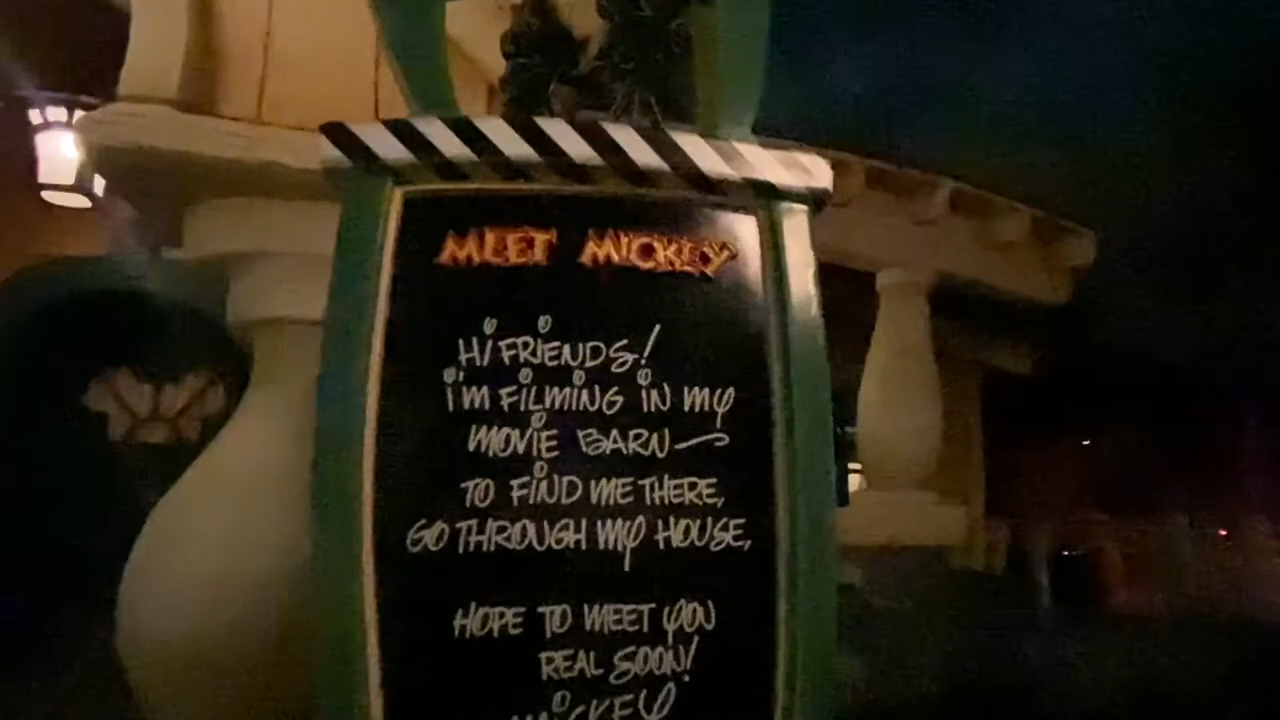 MEET MICKEY
Hi FRiENDS!
i'm FiLMiNG iN my
MOViE BARN
TO FiND ME THERE,
GO THROUGH my HOUSE,
HOPE TO MEET yOU
REAL SOON!
MiCKEy